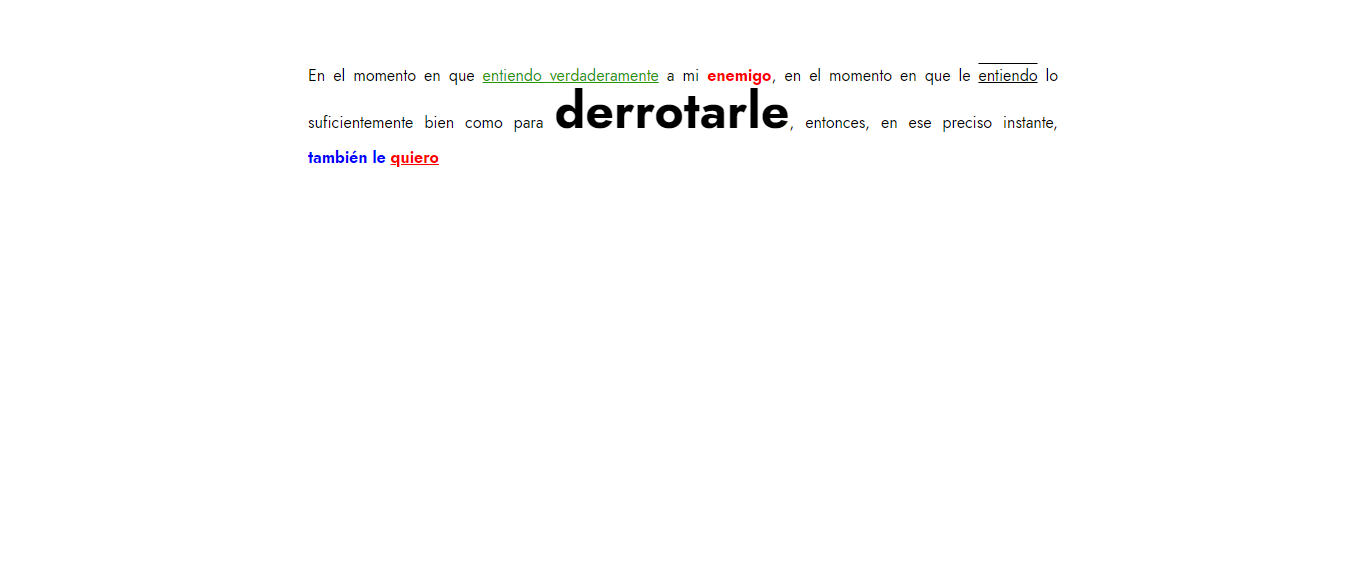 En el momento en que entiendo verdaderamente a mi enemigo, en el momento en que le entiendo lo
suficientemente bien como para derrotarle, entonces, en ese preciso instante,
también le quiero